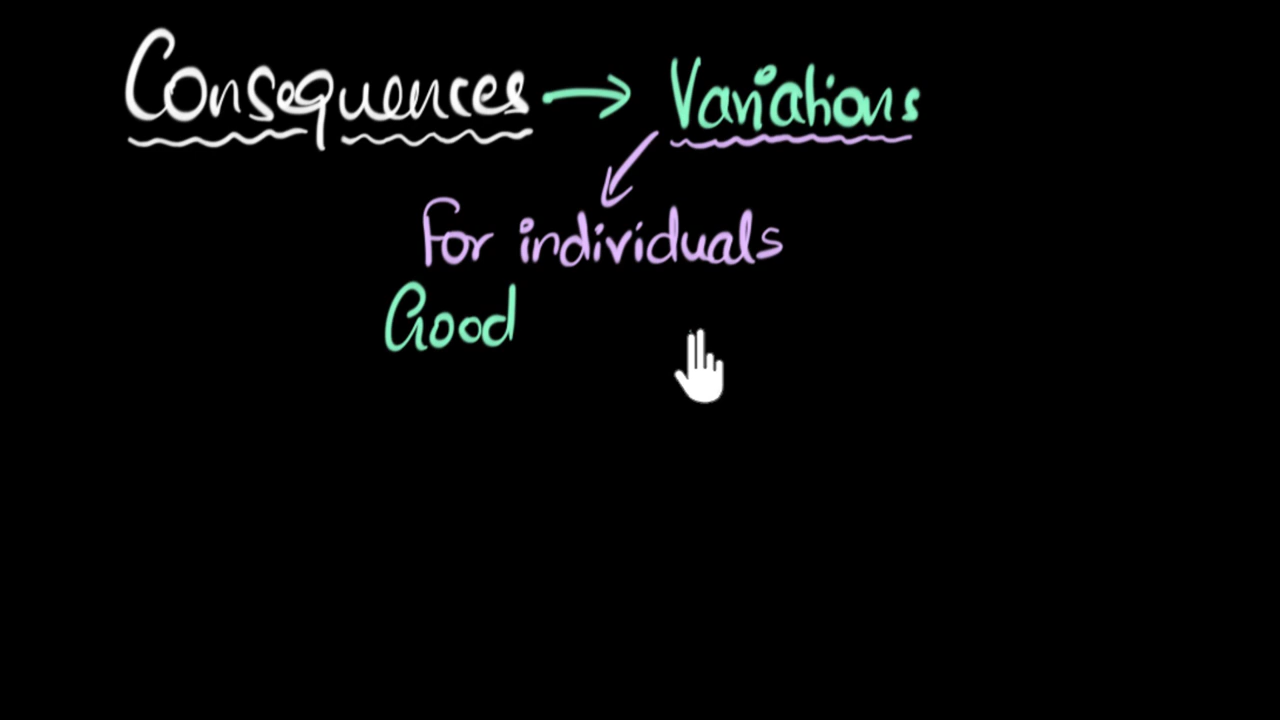 Consequences → Variations
For individuals
Good